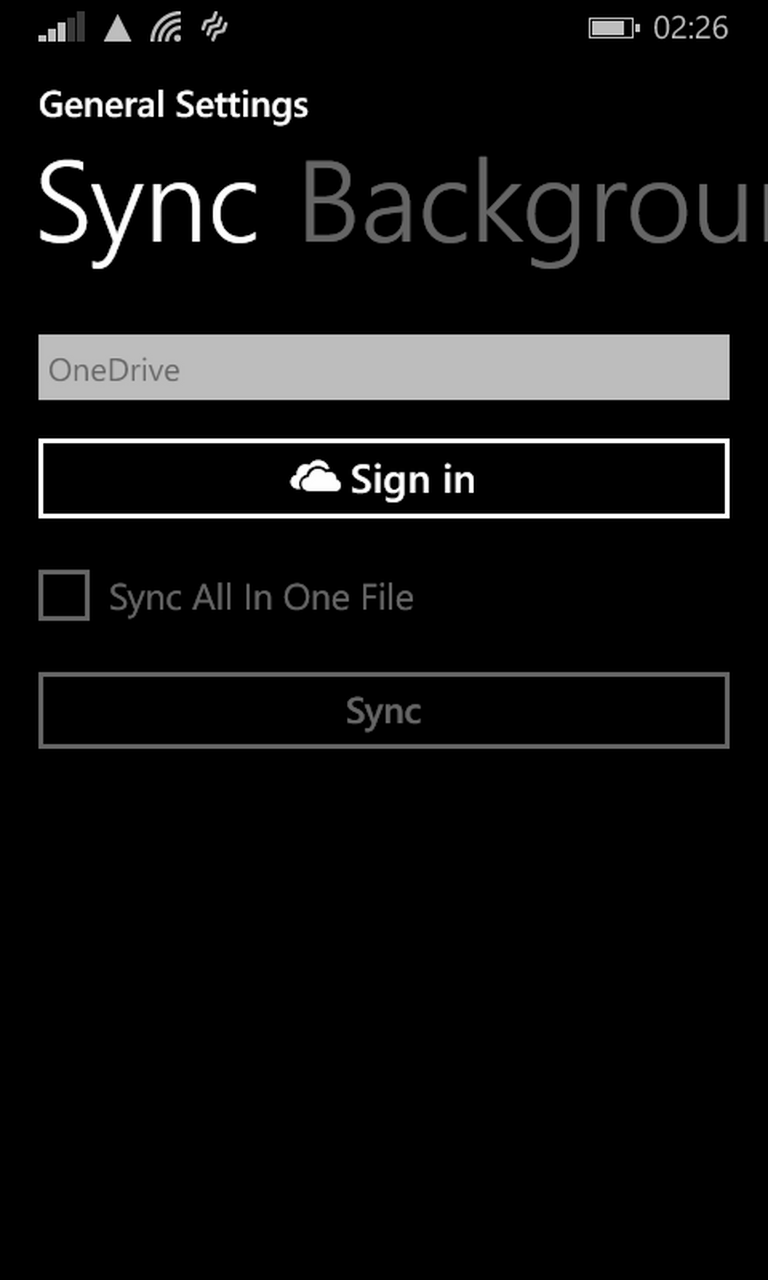 02:26
General Settings
Sync Backgrou
OneDrive
Sign in
Sync All In One File
Sync